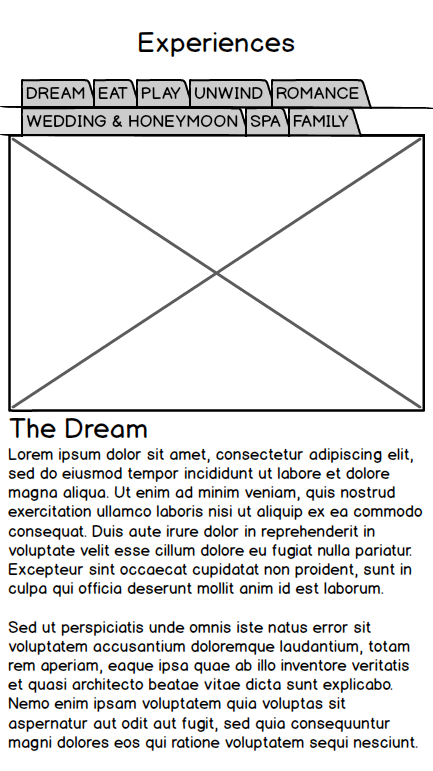 Experiences
DREAM EAT PLAY UNWIND ROMANCE
WEDDING & HONEYMOON SPA FAMILY
The Dream
Lorem ipsum dolor sit amet, consectetur adipiscing elit,
sed do eiusmod tempor incididunt ut labore et dolore
magna aliqua. Ut enim ad minim veniam, quis nostrud
exercitation ullamco laboris nisi ut aliquip ex ea commodo
consequat. Duis aute irure dolor in reprehenderit in
voluptate velit esse cillum dolore eu fugiat nulla pariatur.
Excepteur sint occaecat cupidatat non proident, sunt in
culpa qui officia deserunt mollit anim id est laborum.
Sed ut perspiciatis unde omnis iste natus error sit
voluptatem accusantium doloremque laudantium, totam
rem aperiam, eaque ipsa quae ab illo inventore veritatis
et quasi architecto beatae vitae dicta sunt explicabo.
Nemo enim ipsam voluptatem quia voluptas sit
aspernatur aut odit aut fugit, sed quia consequuntur
magni dolores eos qui ratione voluptatem sequi nesciunt.